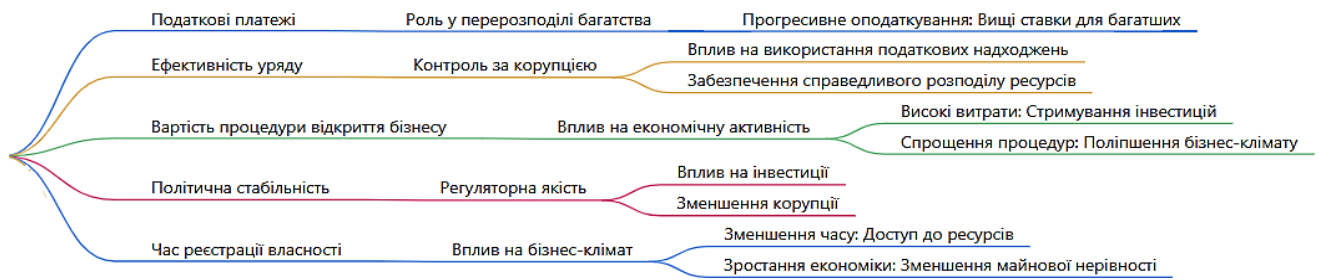 Податкові платежі
Роль у перерозподілі багатства
Прогресивне оподаткування: Вищі ставки для багатших
Ефективність уряду
Контроль за корупцією
Вплив на використання податкових надходжень
Забезпечення справедливого розподілу ресурсів
Вартість процедури відкриття бізнесу
Вплив на економічну активність
Високі витрати: Стримування інвестицій
Спрощення процедур: Поліпшення бізнес-клімату
Політична стабільність
Регуляторна якість
Вплив на інвестиції
Зменшення корупції
Час реєстрації власності
Вплив на бізнес-клімат
Зменшення часу: Доступ до ресурсів
Зростання економіки: Зменшення майнової нерівності